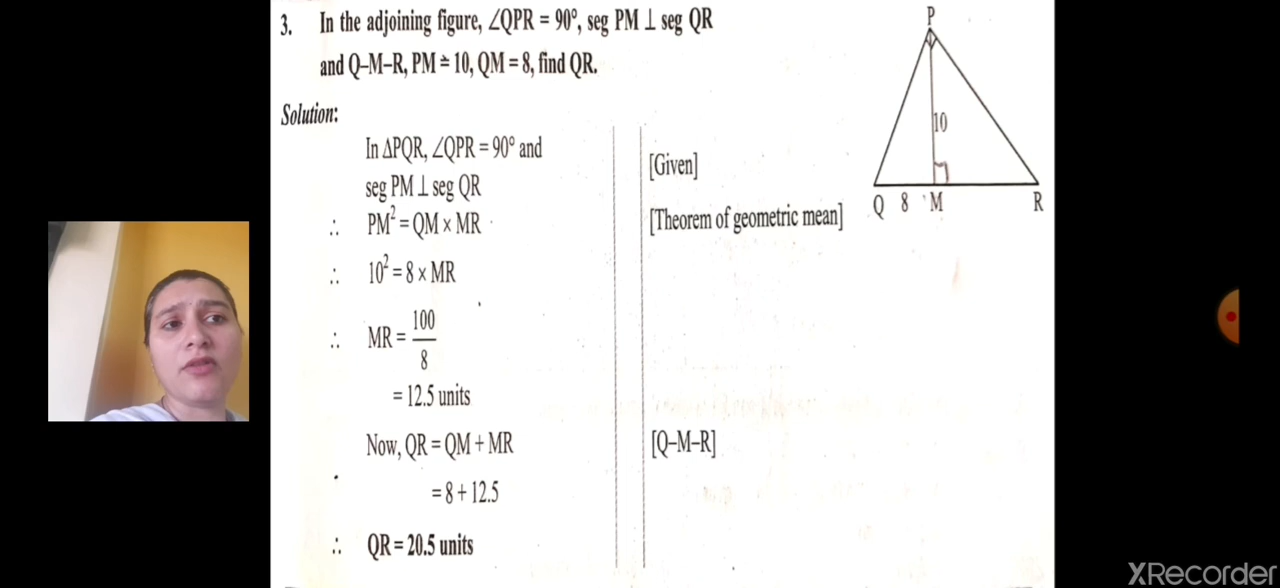 3. In the adjoining figure, ∠QPR = 90°, seg PM ⊥ seg QR
and Q–M–R, PM = 10, QM = 8, find QR.
Solution:
In ΔPQR, ∠QPR = 90° and
seg PM ⊥ seg QR
[Given]
∴ PM² = QM × MR
[Theorem of geometric mean]
∴ 10² = 8 × MR
∴ MR = 100/8
= 12.5 units
Now, QR = QM + MR
[Q–M–R]
= 8 + 12.5
∴ QR = 20.5 units
P
10
Q 8 M R
XRecorder